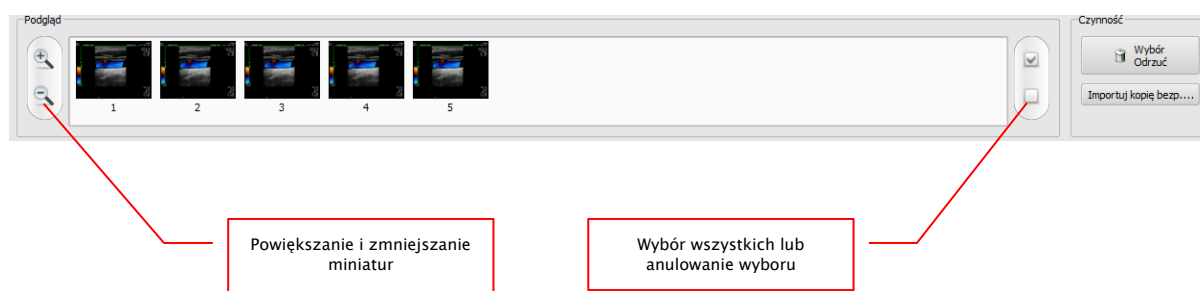 Podgląd
Czynność
Wybór
Odrzuć
Importuj kopię bezp....
1
2
3
4
5
Powiększanie i zmniejszanie
miniatur
Wybór wszystkich lub
anulowanie wyboru